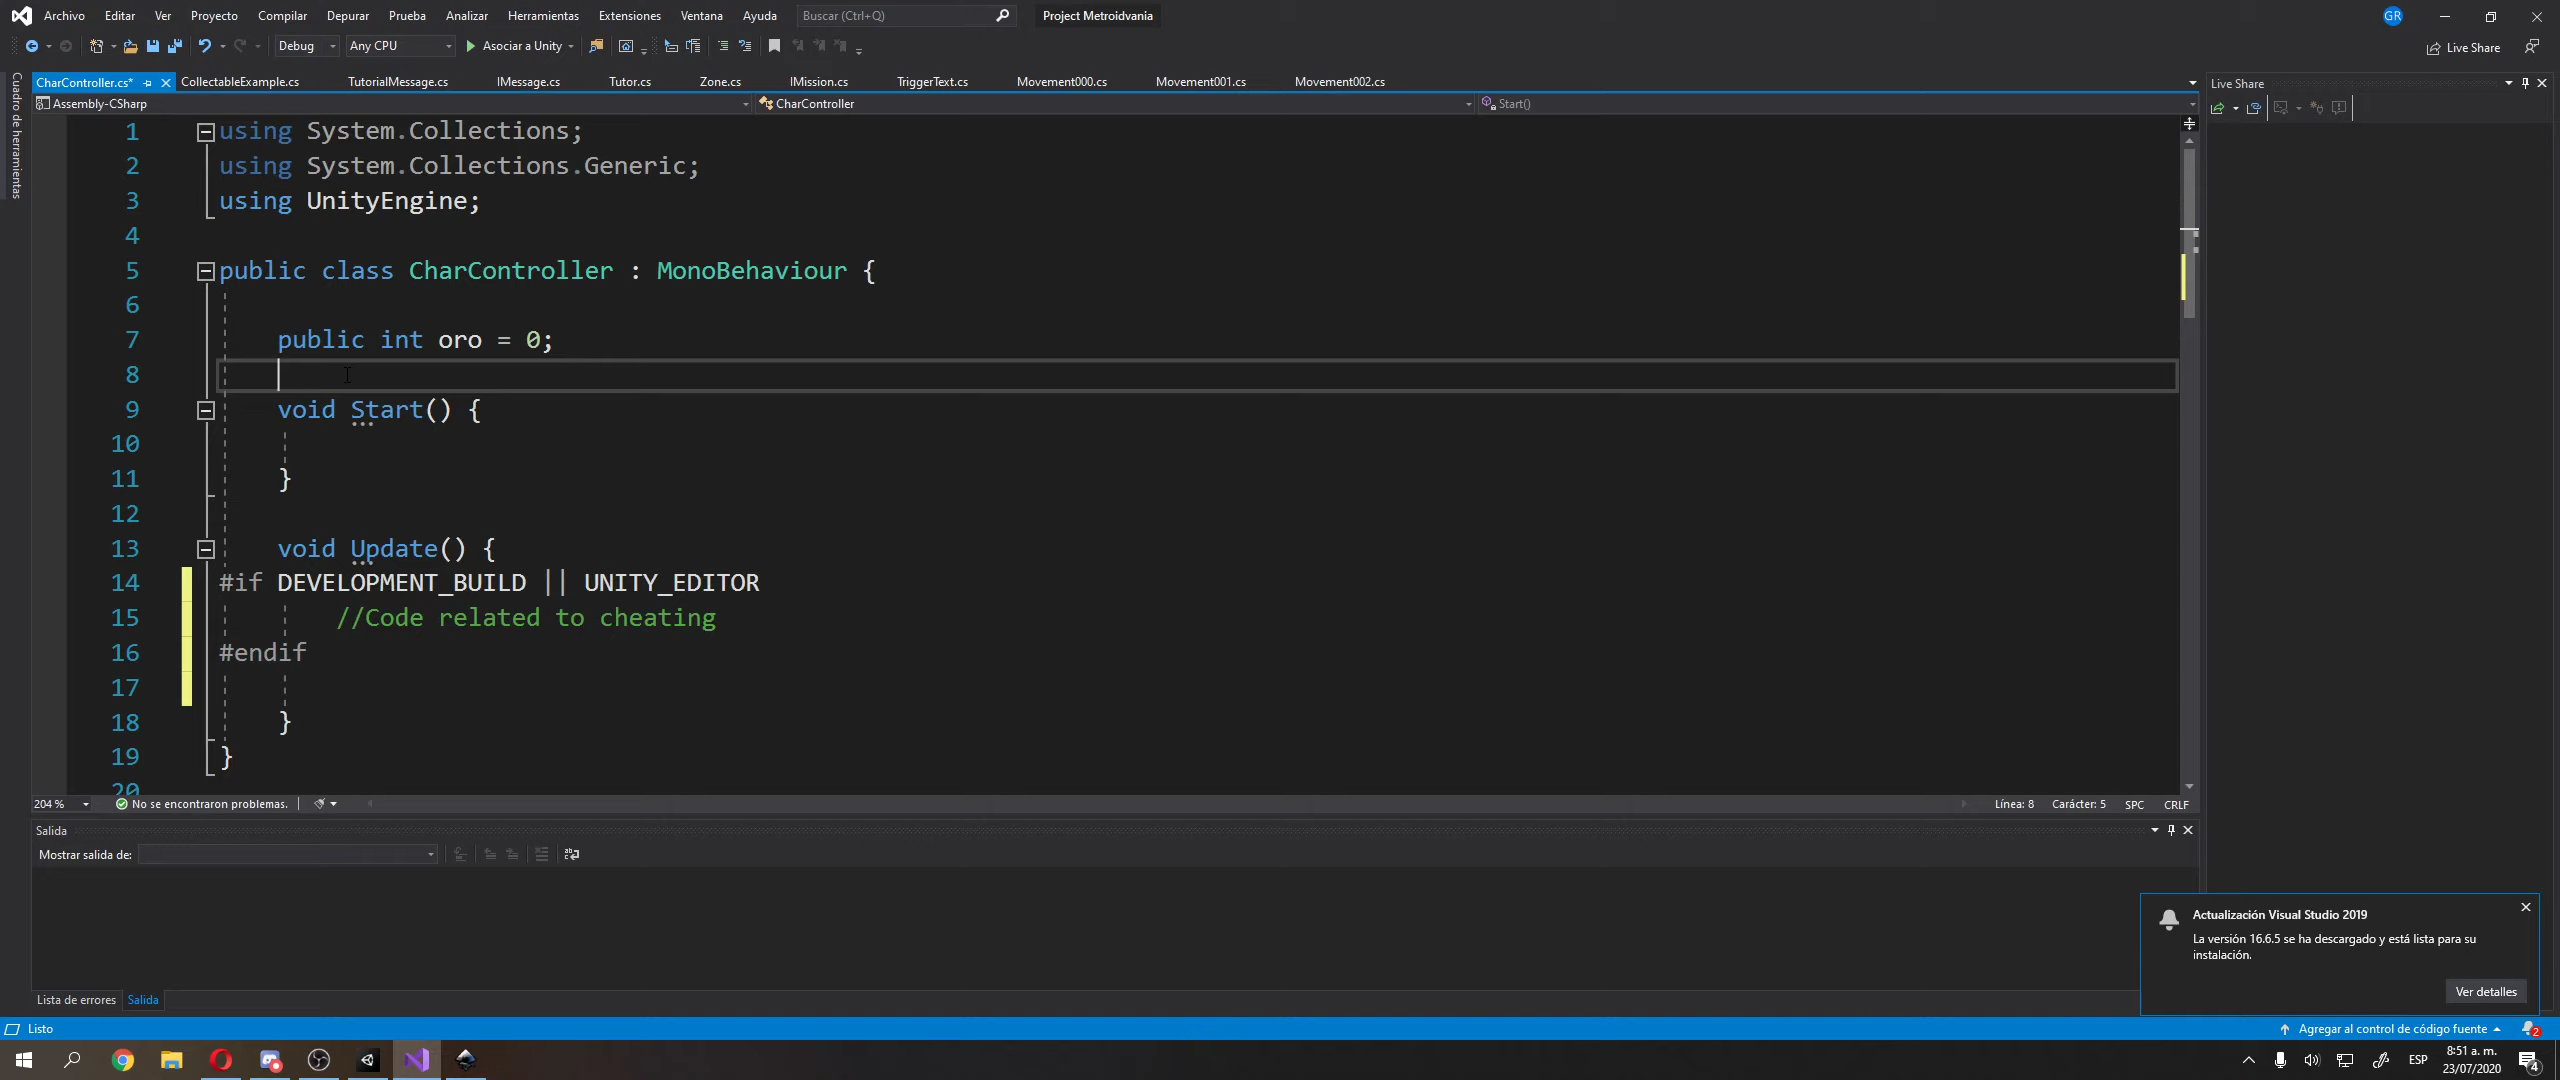 Archivo Editar Ver Proyecto Compilar Depurar Prueba Analizar Herramientas Extensiones Ventana Ayuda Buscar (Ctrl+Q) Project Metroidvania GR
Debug Any CPU Asociar a Unity Live Share
Cuadro de herramientas
CharController.cs* CollectableExample.cs TutorialMessage.cs IMessage.cs Tutor.cs Zone.cs IMission.cs TriggerText.cs Movement000.cs Movement001.cs Movement002.cs Live Share
Assembly-CSharp CharController Start()
1 using System.Collections;
2 using System.Collections.Generic;
3 using UnityEngine;
4
5 public class CharController : MonoBehaviour {
6
7 public int oro = 0;
8
9 void Start() {
10
11 }
12
13 void Update() {
14 #if DEVELOPMENT_BUILD || UNITY_EDITOR
15 //Code related to cheating
16 #endif
17
18 }
19 }
20
204 % No se encontraron problemas. Línea: 8 Carácter: 5 SPC CRLF
Salida
Mostrar salida de:
Actualización Visual Studio 2019
La versión 16.6.5 se ha descargado y está lista para su
instalación.
Ver detalles
Lista de errores Salida
Listo Agregar al control de código fuente 2
ESP 8:51 a. m.
23/07/2020 4